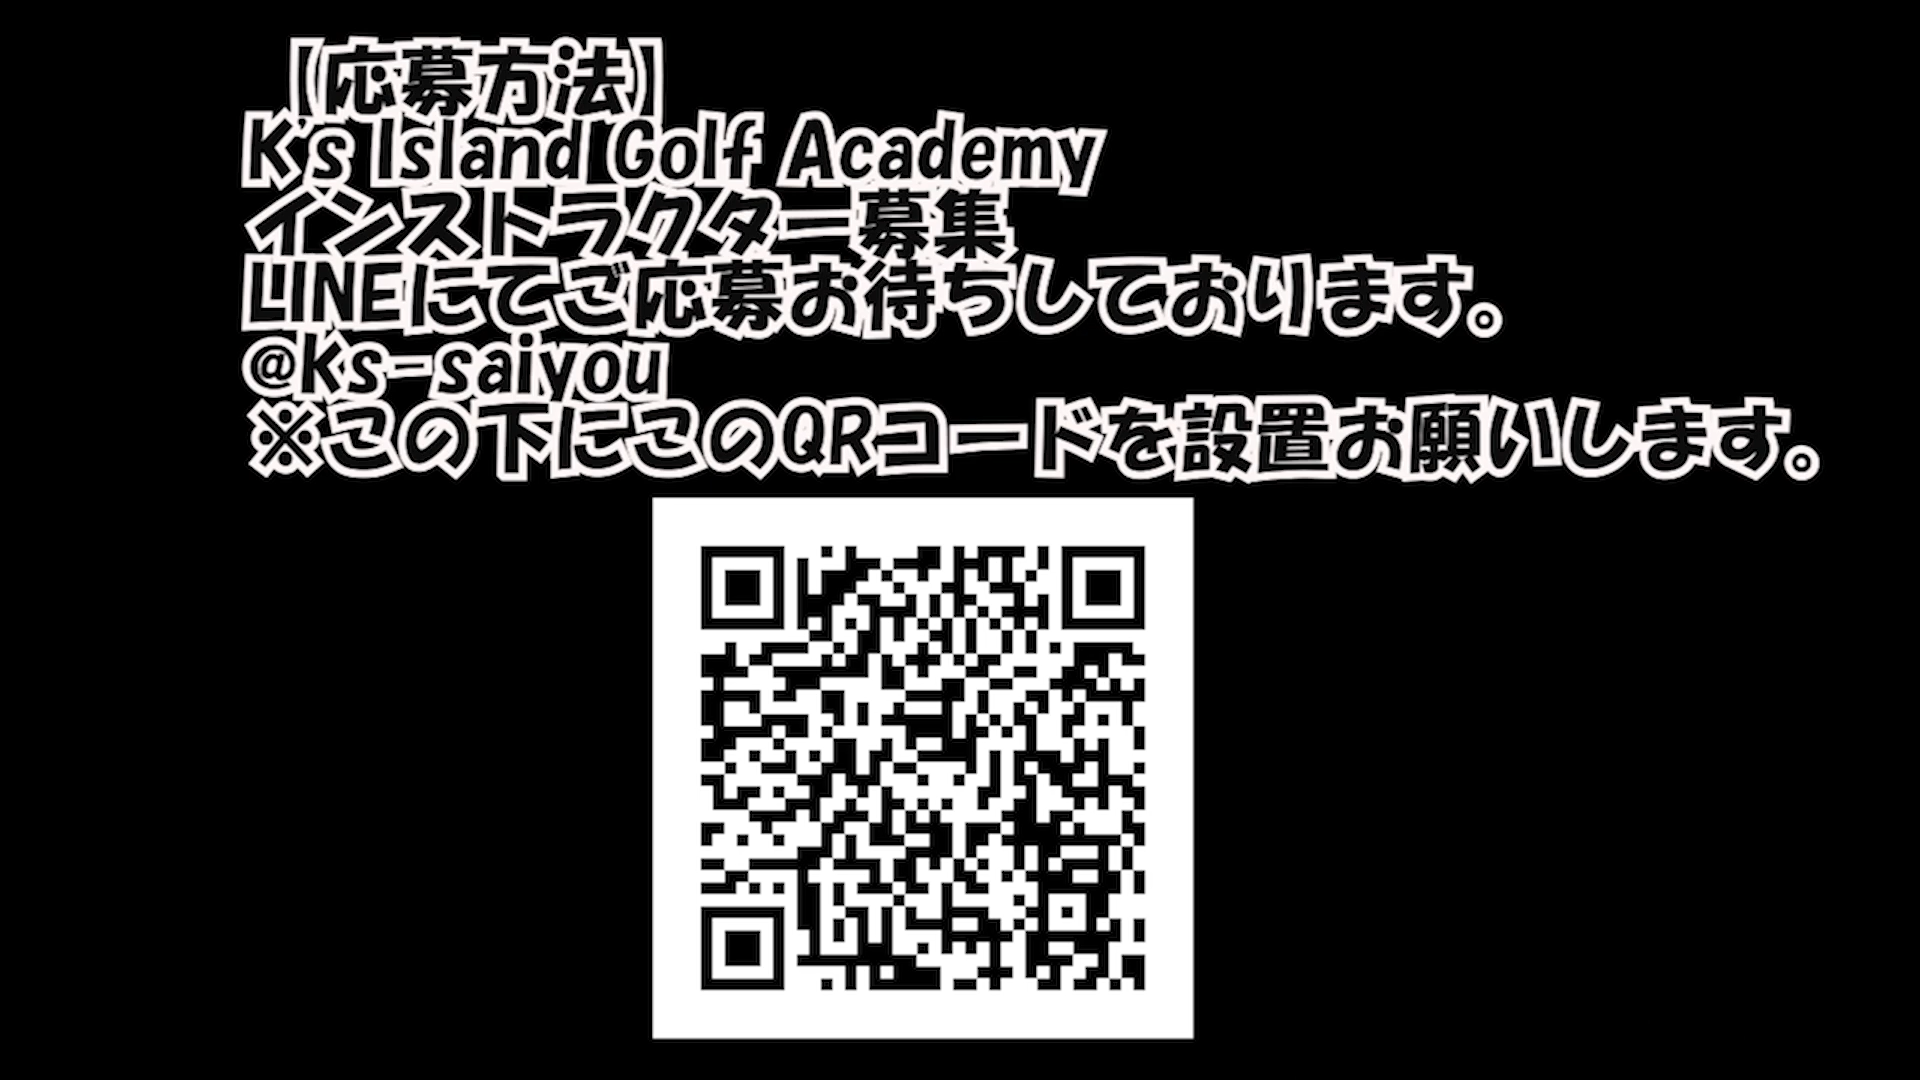 【応募方法】
K's Island Golf Academy
インストラクター募集
LINEにてご応募お待ちしております。
@ks-saiyou
※この下にこのQRコードを設置お願いします。